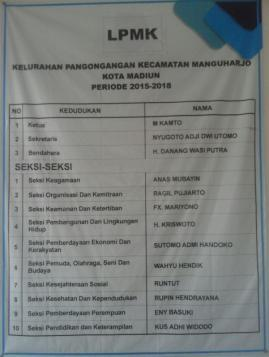 LPMK
KELURAHAN PANGONGANGAN KECAMATAN MANGUHARJO
KOTA MADIUN
PERIODE 2015-2018
NO KEDUDUKAN NAMA
1 Ketua M KAMTO
2 Sekretaris NYUGOTO ADJI DWI UTOMO
3 Bendahara H. DANANG WASI PUTRA
SEKSI-SEKSI
1 Seksi Keagamaan ANAS MUBAYIN
2 Seksi Organisasi Dan Kemitraan RAGIL PUJIARTO
3 Seksi Keamanan Dan Ketertiban FX. MARIYONO
4 Seksi Pembangunan Dan Lingkungan Hidup H. KRISWOTO
5 Seksi Pemberdayaan Ekonomi Dan Kerakyatan SUTOMO ADMI HANDOKO
6 Seksi Pemuda, Olahraga, Seni Dan Budaya WAHYU HENDIK
7 Seksi Kesejahteraan Sosial RUNTUT
8 Seksi Kesehatan Dan Kependudukan RUPIN HENDRAYANA
9 Seksi Pemberdayaan Perempuan ENY BASUKI
10 Seksi Pendidikan dan Keterampilan KUS ADHI WIDODO